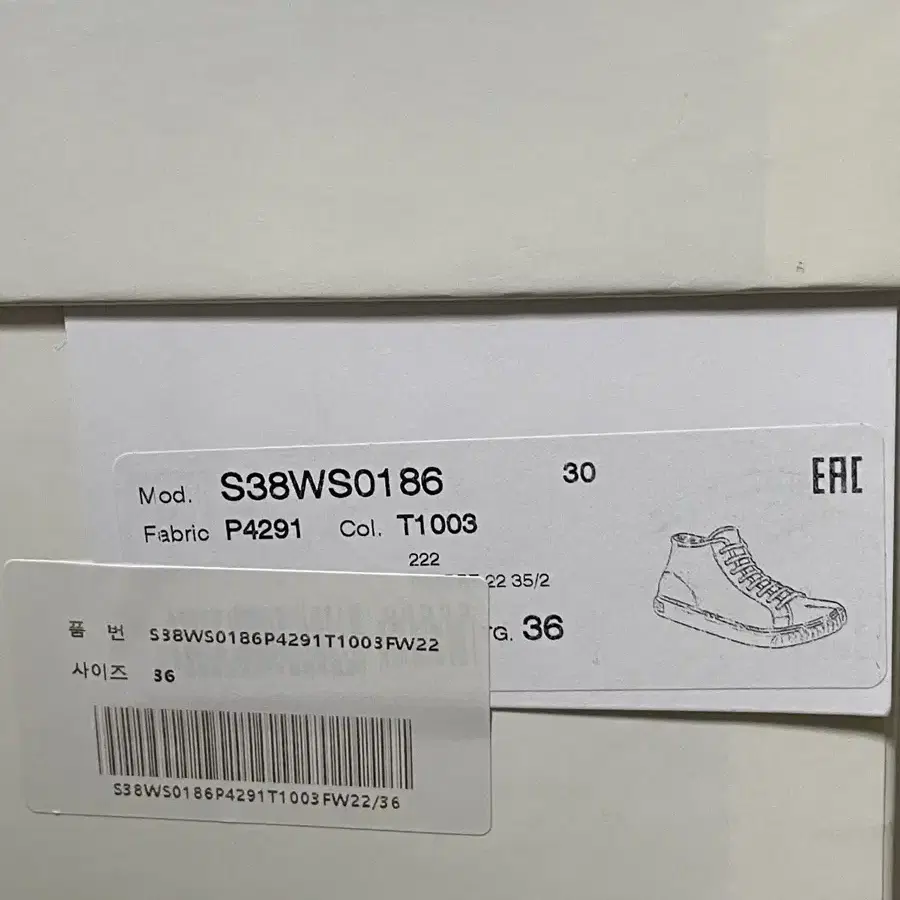 Mod. S38WS0186 30 EAC
Fabric P4291 Col. T1003
222
22 35/2
G. 36
품 번 S38WS0186P4291T1003FW22
사이즈 36
S38WS0186P4291T1003FW22/36